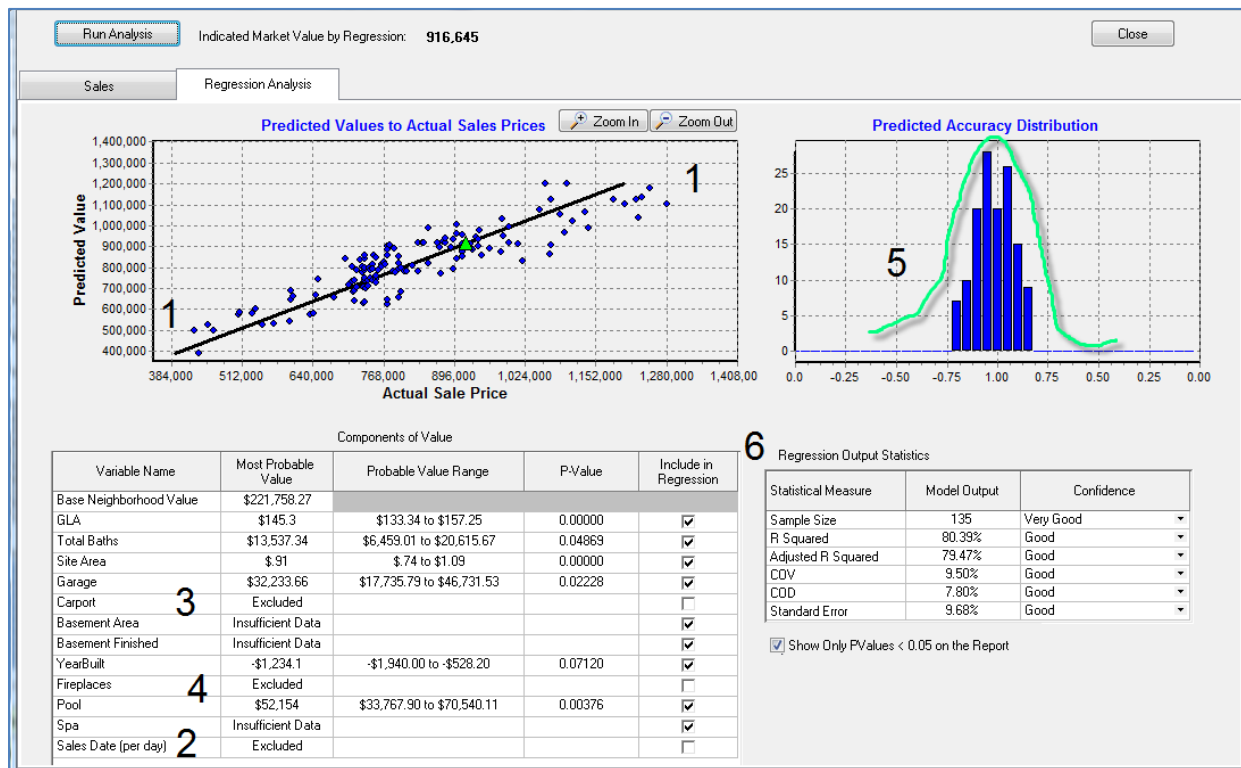 Run Analysis Indicated Market Value by Regression: 916,645 Close
Sales Regression Analysis
Predicted Values to Actual Sales Prices Zoom In Zoom Out
1,400,000
1,300,000
1,200,000
1,100,000
1,000,000
900,000
800,000
700,000
600,000
500,000
400,000
Predicted Value
1
1
384,000 512,000 640,000 768,000 896,000 1,024,000 1,152,000 1,280,000 1,408,00
Actual Sale Price
Predicted Accuracy Distribution
25
20
15
10
5
0
5
0.0 -0.25 -0.50 -0.75 1.00 0.75 0.50 0.25 0.00
Components of Value
Variable Name Most Probable Value Probable Value Range P-Value Include in Regression
Base Neighborhood Value $221,758.27
GLA $145.3 $133.34 to $157.25 0.00000
Total Baths $13,537.34 $6,459.01 to $20,615.67 0.04869
Site Area $.91 $.74 to $1.09 0.00000
Garage $32,233.66 $17,735.79 to $46,731.53 0.02228
Carport 3 Excluded
Basement Area Insufficient Data
Basement Finished Insufficient Data
YearBuilt -$1,234.1 -$1,940.00 to -$528.20 0.07120
Fireplaces 4 Excluded
Pool $52,154 $33,767.90 to $70,540.11 0.00376
Spa Insufficient Data
Sales Date (per day) 2 Excluded
6 Regression Output Statistics
Statistical Measure Model Output Confidence
Sample Size 135 Very Good
R Squared 80.39% Good
Adjusted R Squared 79.47% Good
COV 9.50% Good
COD 7.80% Good
Standard Error 9.68% Good
Show Only PValues < 0.05 on the Report